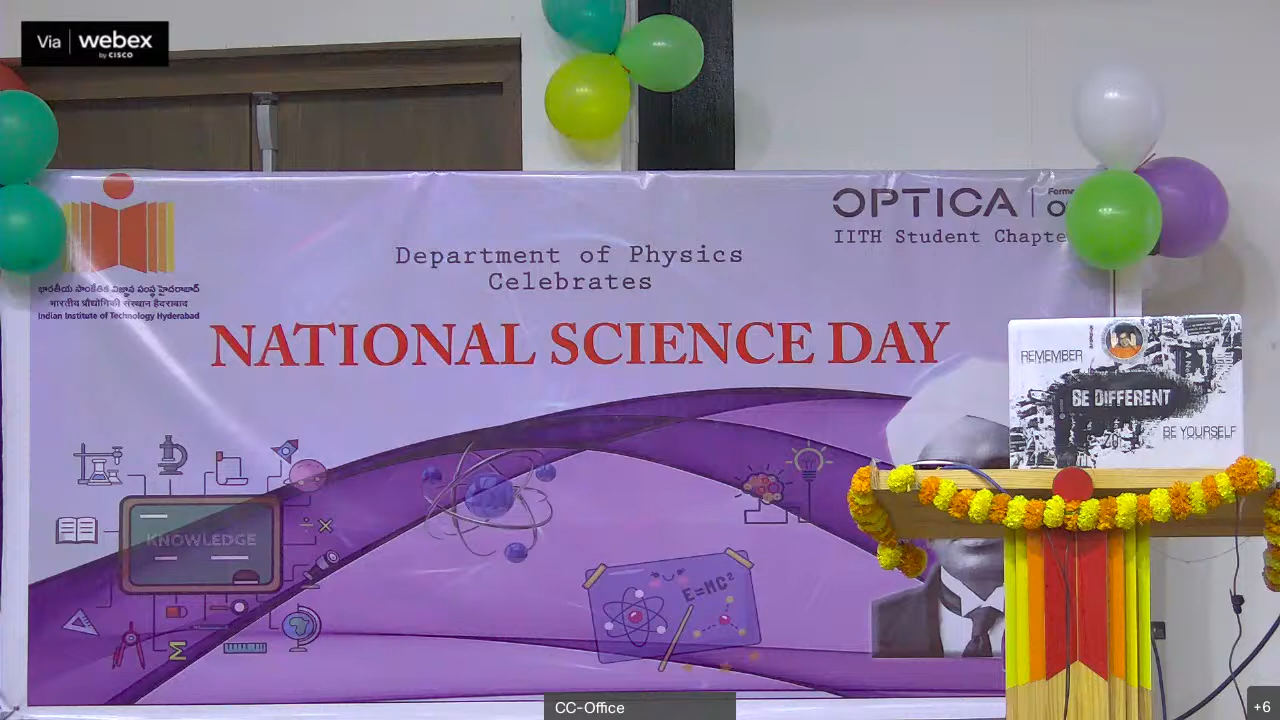 Via webex
by CISCO
OPTICA
IITH Student Chapte
Department of Physics
Celebrates
భారతీయ సాంకేతిక విజ్ఞాన సంస్థ హైదరాబాద్
भारतीय प्रौद्योगिकी संस्थान हैदराबाद
Indian Institute of Technology Hyderabad
NATIONAL SCIENCE DAY
REMEMBER
BE DIFFERENT
BE YOURSELF
KNOWLEDGE
E=MC²
CC-Office
+6